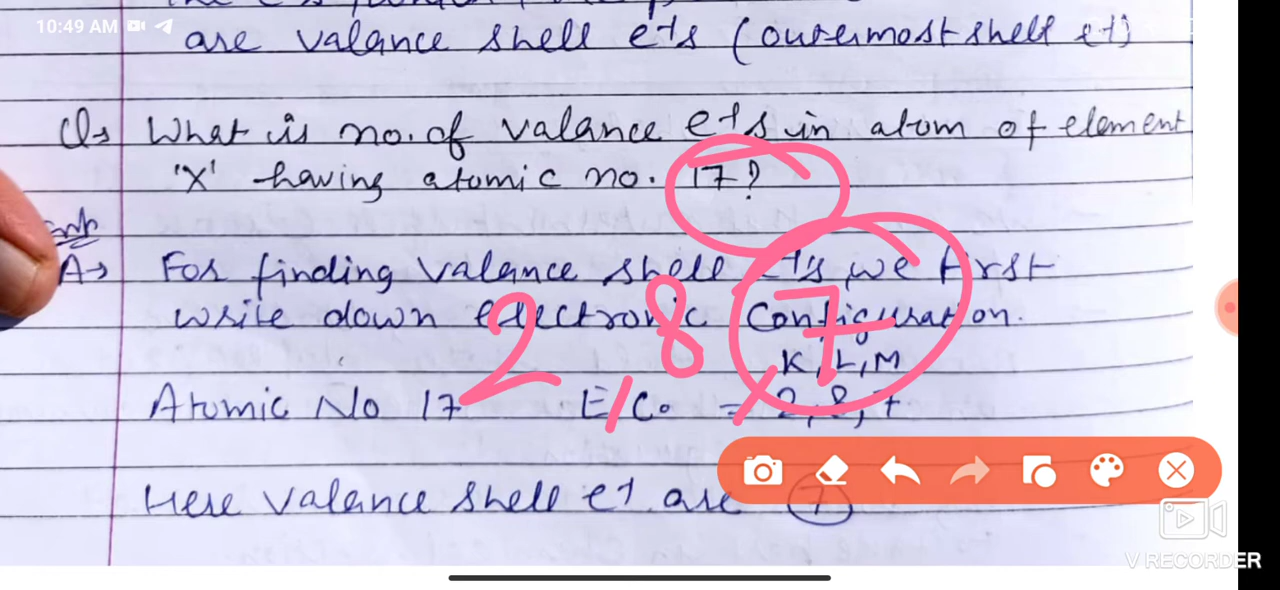 10:49 AM
are valance shell e⁻s (outermost shell e⁻)
Q→ What is no. of valance e⁻s in atom of element
'X' having atomic no. 17?
Imp
A→ For finding valance shell e⁻s we first
write down electronic configuration.
K, L, M
Atomic No 17 E.C. = 2, 8, 7
2, 8, 7
Here valance shell e⁻ are 7
V RECORDER